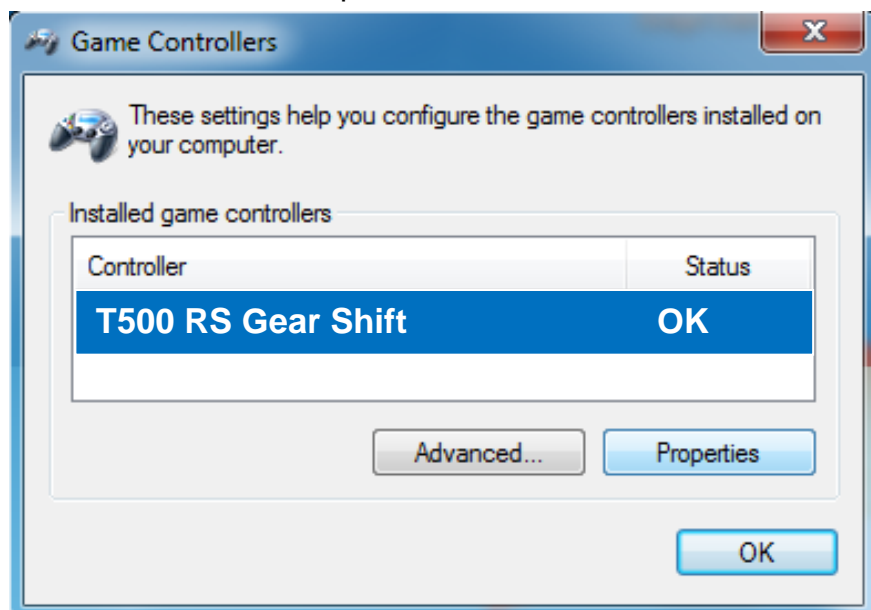 Game Controllers
These settings help you configure the game controllers installed on
your computer.
Installed game controllers
Controller Status
T500 RS Gear Shift OK
Advanced... Properties
OK